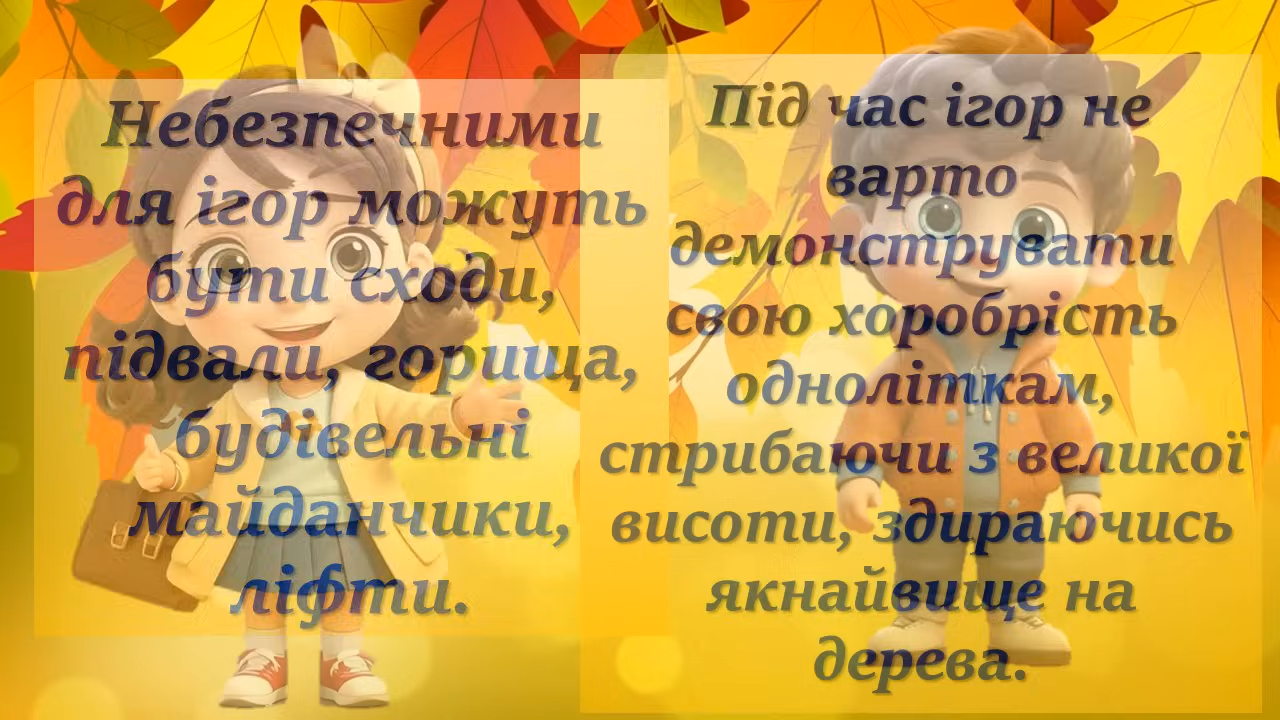 Небезпечними
для ігор можуть
бути сходи,
підвали, горища,
будівельні
майданчики,
ліфти.
Під час ігор не
варто
демонструвати
свою хоробрість
одноліткам,
стрибаючи з великої
висоти, здираючись
якнайвище на
дерева.